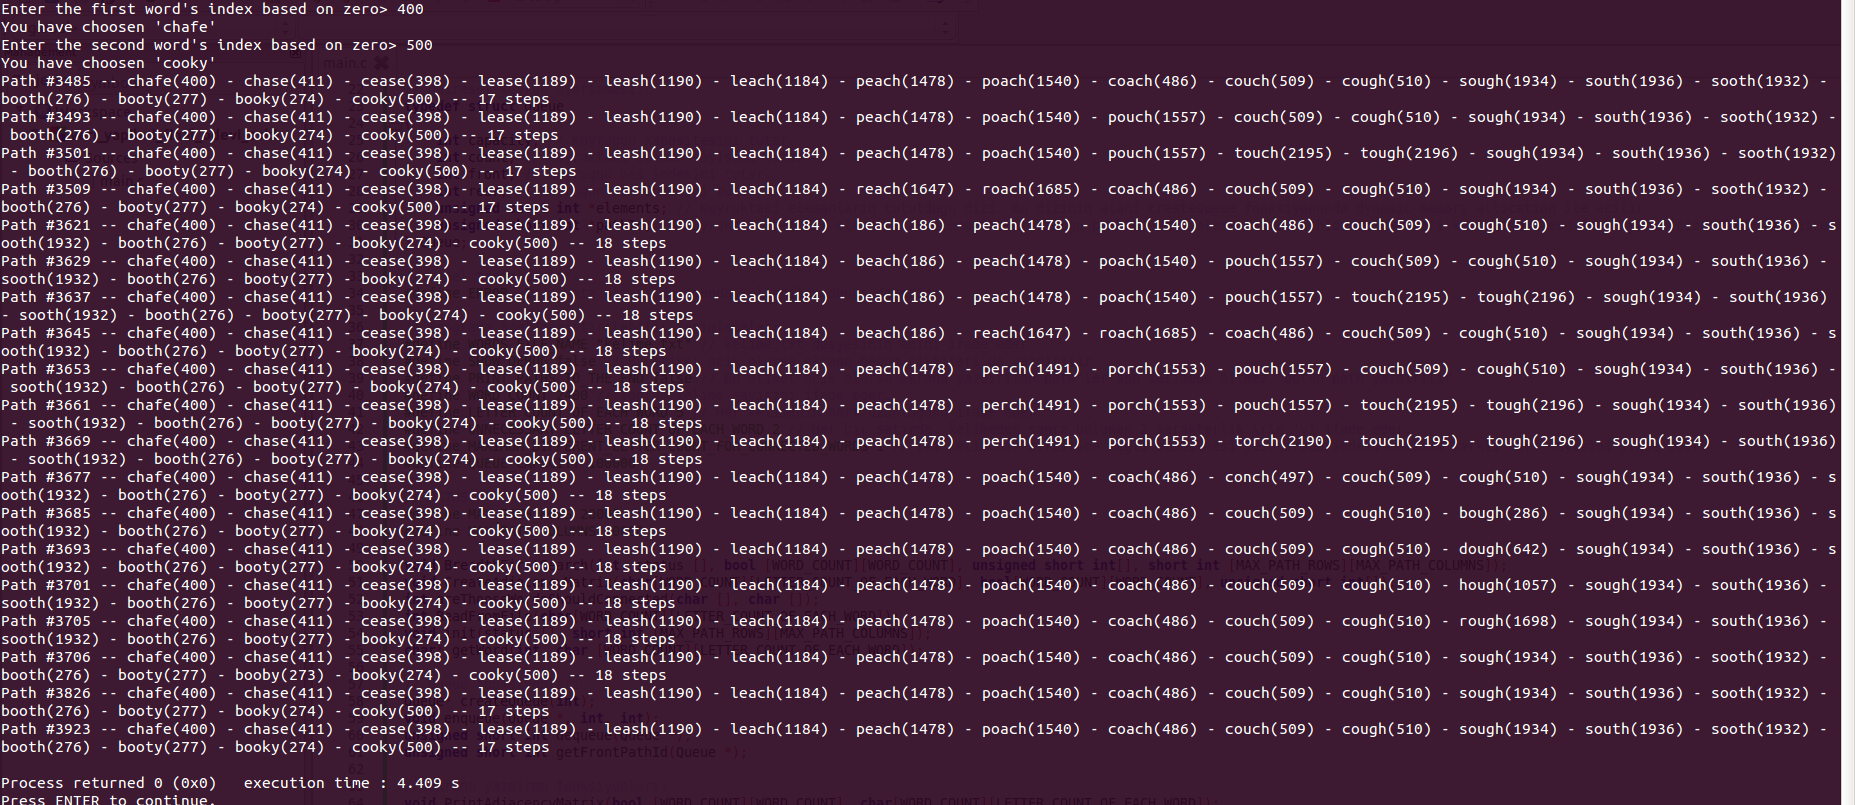 Enter the first word's index based on zero> 400
You have choosen 'chafe'
Enter the second word's index based on zero> 500
You have choosen 'cooky'
Path #3485 -- chafe(400) - chase(411) - cease(398) - lease(1189) - leash(1190) - leach(1184) - peach(1478) - poach(1540) - coach(486) - couch(509) - cough(510) - sough(1934) - south(1936) - sooth(1932) -
booth(276) - booty(277) - booky(274) - cooky(500) -- 17 steps
Path #3493 -- chafe(400) - chase(411) - cease(398) - lease(1189) - leash(1190) - leach(1184) - peach(1478) - poach(1540) - pouch(1557) - couch(509) - cough(510) - sough(1934) - south(1936) - sooth(1932) -
 booth(276) - booty(277) - booky(274) - cooky(500) -- 17 steps
Path #3501 -- chafe(400) - chase(411) - cease(398) - lease(1189) - leash(1190) - leach(1184) - peach(1478) - poach(1540) - pouch(1557) - touch(2195) - tough(2196) - sough(1934) - south(1936) - sooth(1932)
 - booth(276) - booty(277) - booky(274) - cooky(500) -- 17 steps
Path #3509 -- chafe(400) - chase(411) - cease(398) - lease(1189) - leash(1190) - leach(1184) - reach(1647) - roach(1685) - coach(486) - couch(509) - cough(510) - sough(1934) - south(1936) - sooth(1932) -
booth(276) - booty(277) - booky(274) - cooky(500) -- 17 steps
Path #3621 -- chafe(400) - chase(411) - cease(398) - lease(1189) - leash(1190) - leach(1184) - beach(186) - peach(1478) - poach(1540) - coach(486) - couch(509) - cough(510) - sough(1934) - south(1936) - s
ooth(1932) - booth(276) - booty(277) - booky(274) - cooky(500) -- 18 steps
Path #3629 -- chafe(400) - chase(411) - cease(398) - lease(1189) - leash(1190) - leach(1184) - beach(186) - peach(1478) - poach(1540) - pouch(1557) - couch(509) - cough(510) - sough(1934) - south(1936) -
sooth(1932) - booth(276) - booty(277) - booky(274) - cooky(500) -- 18 steps
Path #3637 -- chafe(400) - chase(411) - cease(398) - lease(1189) - leash(1190) - leach(1184) - beach(186) - peach(1478) - poach(1540) - pouch(1557) - touch(2195) - tough(2196) - sough(1934) - south(1936)
- sooth(1932) - booth(276) - booty(277) - booky(274) - cooky(500) -- 18 steps
Path #3645 -- chafe(400) - chase(411) - cease(398) - lease(1189) - leash(1190) - leach(1184) - beach(186) - reach(1647) - roach(1685) - coach(486) - couch(509) - cough(510) - sough(1934) - south(1936) - s
ooth(1932) - booth(276) - booty(277) - booky(274) - cooky(500) -- 18 steps
Path #3653 -- chafe(400) - chase(411) - cease(398) - lease(1189) - leash(1190) - leach(1184) - peach(1478) - perch(1491) - porch(1553) - pouch(1557) - couch(509) - cough(510) - sough(1934) - south(1936) -
 sooth(1932) - booth(276) - booty(277) - booky(274) - cooky(500) -- 18 steps
Path #3661 -- chafe(400) - chase(411) - cease(398) - lease(1189) - leash(1190) - leach(1184) - peach(1478) - perch(1491) - porch(1553) - pouch(1557) - touch(2195) - tough(2196) - sough(1934) - south(1936)
 - sooth(1932) - booth(276) - booty(277) - booky(274) - cooky(500) -- 18 steps
Path #3669 -- chafe(400) - chase(411) - cease(398) - lease(1189) - leash(1190) - leach(1184) - peach(1478) - perch(1491) - porch(1553) - torch(2190) - touch(2195) - tough(2196) - sough(1934) - south(1936)
 - sooth(1932) - booth(276) - booty(277) - booky(274) - cooky(500) -- 18 steps
Path #3677 -- chafe(400) - chase(411) - cease(398) - lease(1189) - leash(1190) - leach(1184) - peach(1478) - poach(1540) - coach(486) - conch(497) - couch(509) - cough(510) - sough(1934) - south(1936) - s
ooth(1932) - booth(276) - booty(277) - booky(274) - cooky(500) -- 18 steps
Path #3685 -- chafe(400) - chase(411) - cease(398) - lease(1189) - leash(1190) - leach(1184) - peach(1478) - poach(1540) - coach(486) - couch(509) - cough(510) - bough(286) - sough(1934) - south(1936) - s
ooth(1932) - booth(276) - booty(277) - booky(274) - cooky(500) -- 18 steps
Path #3693 -- chafe(400) - chase(411) - cease(398) - lease(1189) - leash(1190) - leach(1184) - peach(1478) - poach(1540) - coach(486) - couch(509) - cough(510) - dough(642) - sough(1934) - south(1936) - s
ooth(1932) - booth(276) - booty(277) - booky(274) - cooky(500) -- 18 steps
Path #3701 -- chafe(400) - chase(411) - cease(398) - lease(1189) - leash(1190) - leach(1184) - peach(1478) - poach(1540) - coach(486) - couch(509) - cough(510) - hough(1057) - sough(1934) - south(1936) -
sooth(1932) - booth(276) - booty(277) - booky(274) - cooky(500) -- 18 steps
Path #3705 -- chafe(400) - chase(411) - cease(398) - lease(1189) - leash(1190) - leach(1184) - peach(1478) - poach(1540) - coach(486) - couch(509) - cough(510) - rough(1698) - sough(1934) - south(1936) -
sooth(1932) - booth(276) - booty(277) - booky(274) - cooky(500) -- 18 steps
Path #3706 -- chafe(400) - chase(411) - cease(398) - lease(1189) - leash(1190) - leach(1184) - peach(1478) - poach(1540) - coach(486) - couch(509) - cough(510) - sough(1934) - south(1936) - sooth(1932) -
booth(276) - booty(277) - booby(273) - booky(274) - cooky(500) -- 18 steps
Path #3826 -- chafe(400) - chase(411) - cease(398) - lease(1189) - leash(1190) - leach(1184) - peach(1478) - poach(1540) - coach(486) - couch(509) - cough(510) - sough(1934) - south(1936) - sooth(1932) -
booth(276) - booty(277) - booky(274) - cooky(500) -- 17 steps
Path #3923 -- chafe(400) - chase(411) - cease(398) - lease(1189) - leash(1190) - leach(1184) - peach(1478) - poach(1540) - coach(486) - couch(509) - cough(510) - sough(1934) - south(1936) - sooth(1932) -
booth(276) - booty(277) - booky(274) - cooky(500) -- 17 steps
Process returned 0 (0x0)   execution time : 4.409 s
Press ENTER to continue.